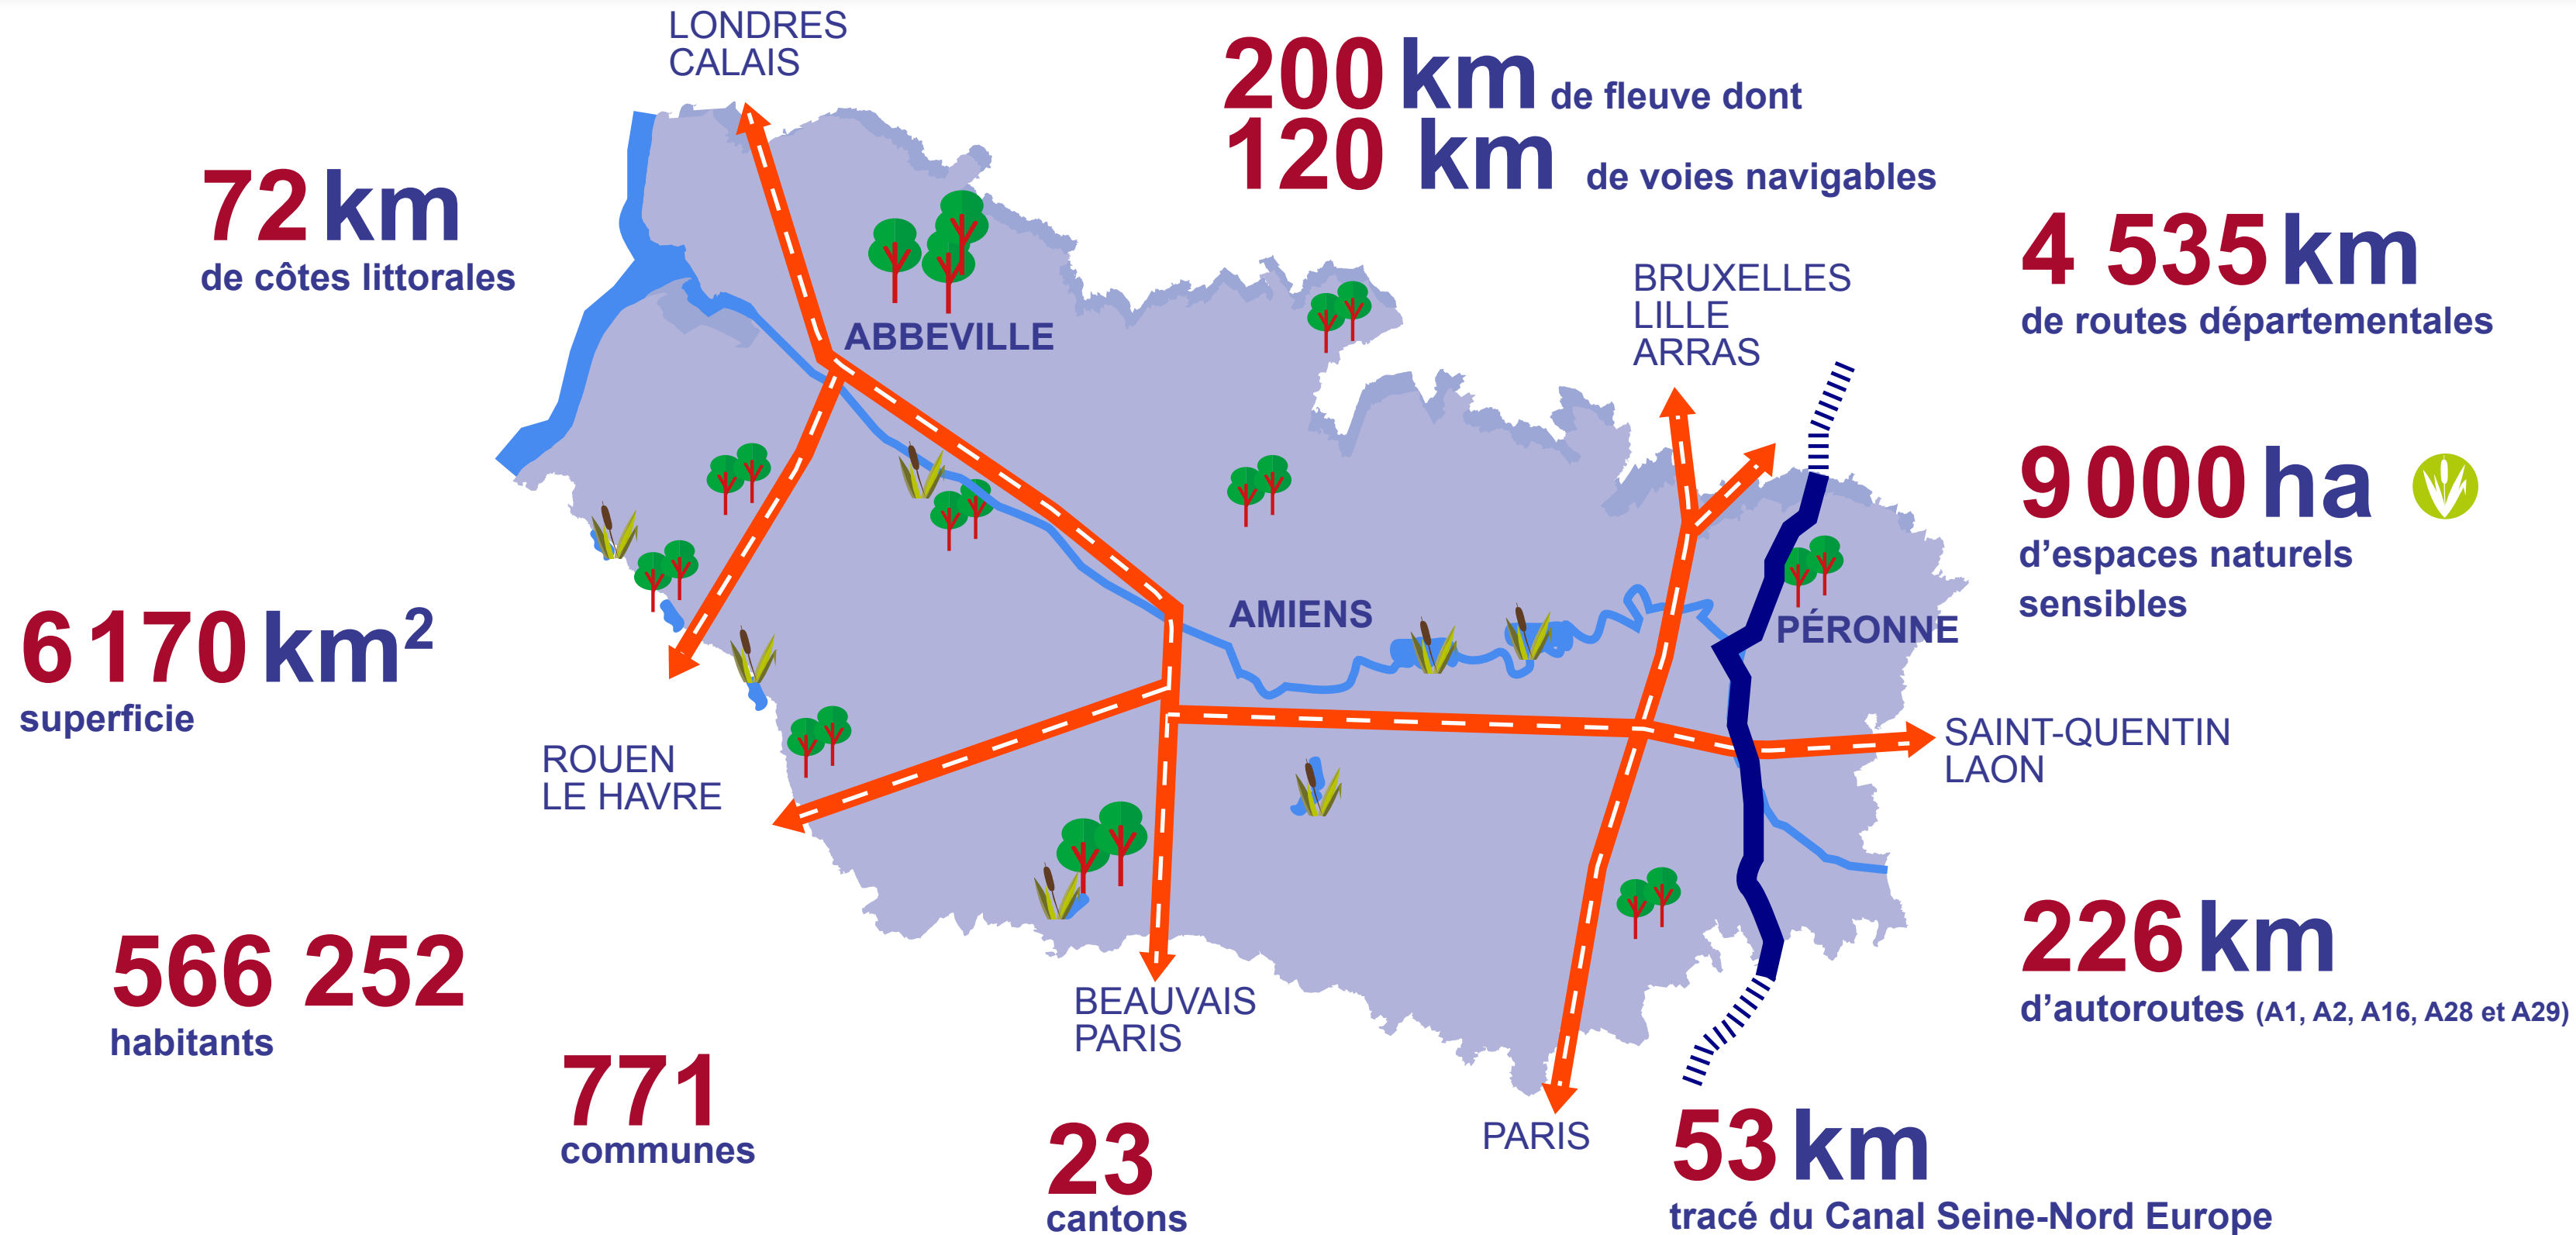 LONDRES
CALAIS
200 km de fleuve dont
120 km de voies navigables
72 km
de côtes littorales
4 535 km
de routes départementales
BRUXELLES
LILLE
ARRAS
ABBEVILLE
9 000 ha
d’espaces naturels
sensibles
AMIENS
PÉRONNE
6 170 km²
superficie
SAINT-QUENTIN
LAON
ROUEN
LE HAVRE
226 km
d’autoroutes (A1, A2, A16, A28 et A29)
566 252
habitants
BEAUVAIS
PARIS
771
communes
23
cantons
PARIS
53 km
tracé du Canal Seine-Nord Europe